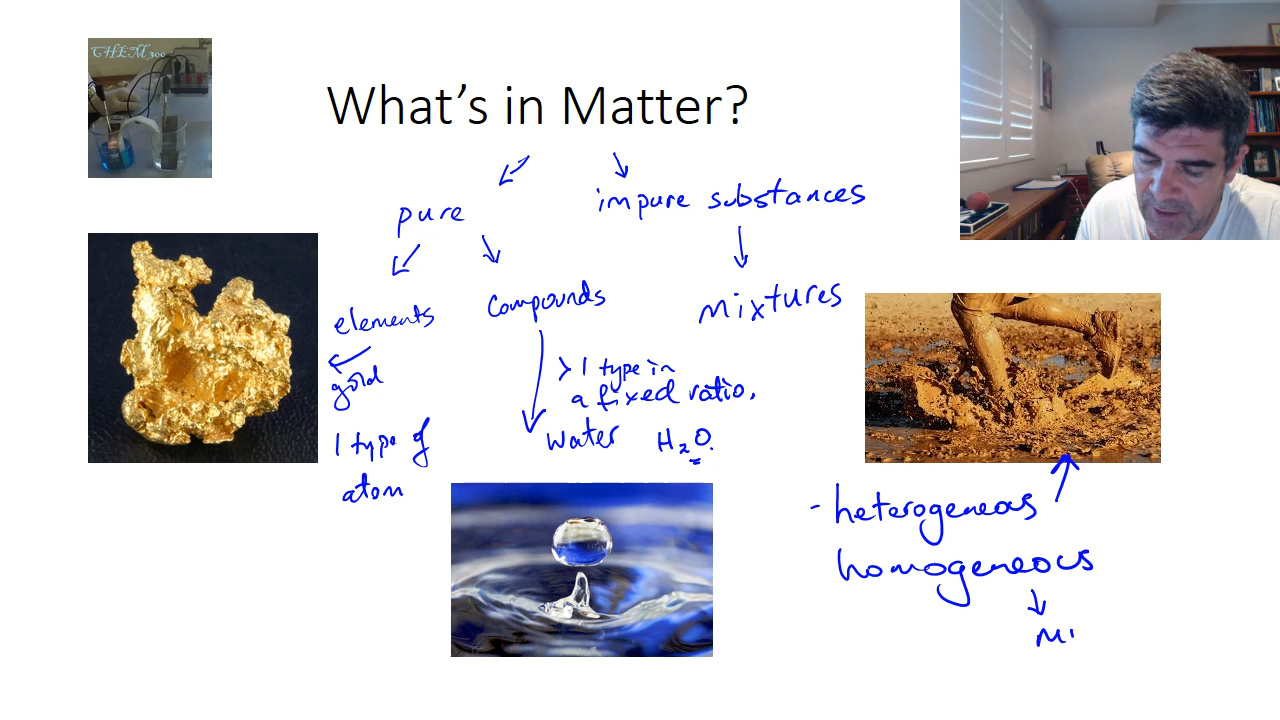 CHEM 300
What's in Matter?
pure
impure substances
elements
compounds
mixtures
gold
> 1 type in
a fixed ratio.
1 type of
atom
water H₂O.
- heterogeneous
homogeneous